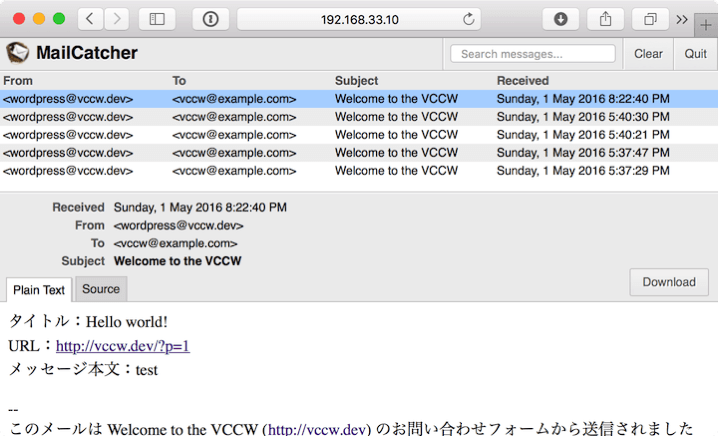 192.168.33.10
MailCatcher
Search messages...
Clear
Quit
From To Subject Received
<wordpress@vccw.dev> <vccw@example.com> Welcome to the VCCW Sunday, 1 May 2016 8:22:40 PM
<wordpress@vccw.dev> <vccw@example.com> Welcome to the VCCW Sunday, 1 May 2016 5:40:30 PM
<wordpress@vccw.dev> <vccw@example.com> Welcome to the VCCW Sunday, 1 May 2016 5:40:21 PM
<wordpress@vccw.dev> <vccw@example.com> Welcome to the VCCW Sunday, 1 May 2016 5:37:47 PM
<wordpress@vccw.dev> <vccw@example.com> Welcome to the VCCW Sunday, 1 May 2016 5:37:29 PM
Received Sunday, 1 May 2016 8:22:40 PM
From <wordpress@vccw.dev>
To <vccw@example.com>
Subject Welcome to the VCCW
Plain Text
Source
Download
タイトル：Hello world!
URL：http://vccw.dev/?p=1
メッセージ本文：test
--
このメールは Welcome to the VCCW (http://vccw.dev) のお問い合わせフォームから送信されました